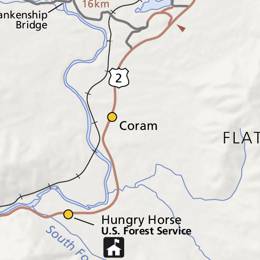 16km
ankenship
Bridge
2
Coram
FLAT
Hungry Horse
U.S. Forest Service
South Fo